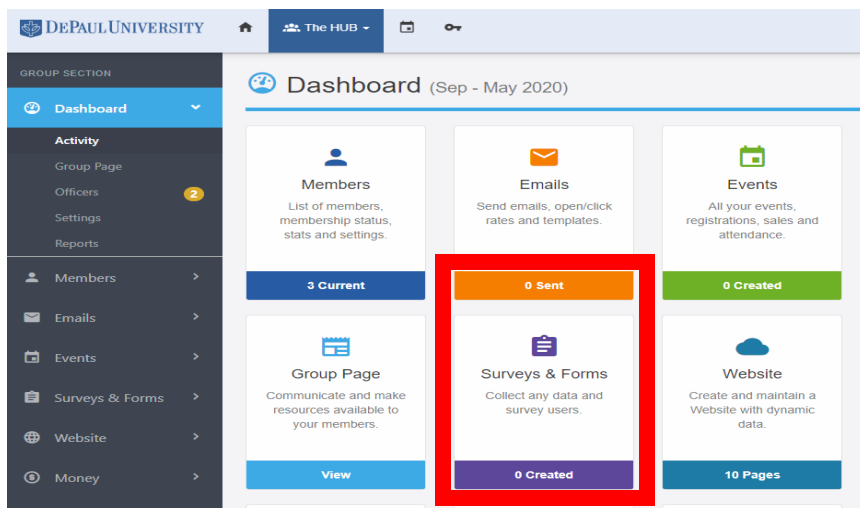 DEPAUL UNIVERSITY
The HUB
GROUP SECTION
Dashboard
Activity
Group Page
Officers 2
Settings
Reports
Members
Emails
Events
Surveys & Forms
Website
Money
Dashboard (Sep - May 2020)
Members
List of members,
membership status,
stats and settings.
3 Current
Emails
Send emails, open/click
rates and templates.
0 Sent
Events
All your events,
registrations, sales and
attendance.
0 Created
Group Page
Communicate and make
resources available to
your members.
View
Surveys & Forms
Collect any data and
survey users.
0 Created
Website
Create and maintain a
Website with dynamic
data.
10 Pages